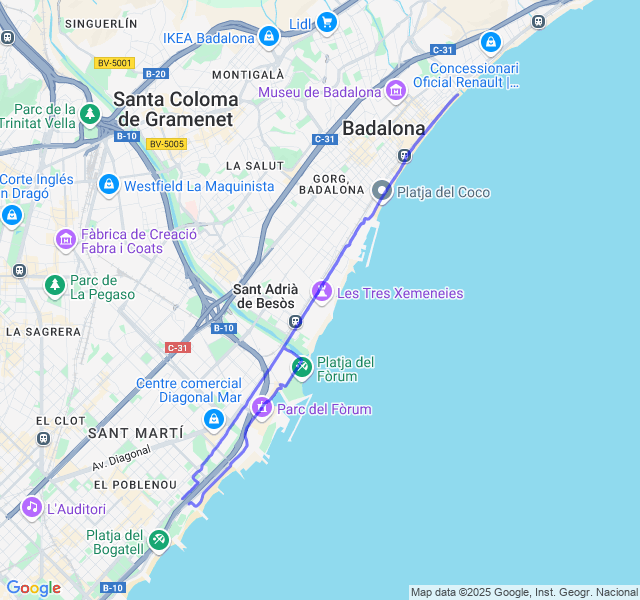 SINGUERLÍN
Lidl
IKEA Badalona
C-31
BV-5001
B-20
Concessionari
Oficial Renault |...
MONTIGALÀ
Museu de Badalona
Parc de la
Trinitat Vella
Santa Coloma
de Gramenet
B-10
BV-5005
C-31
Badalona
LA SALUT
Corte Inglés
n Dragó
Westfield La Maquinista
GORG,
BADALONA
Platja del Coco
Fàbrica de Creació
Fabra i Coats
Parc de
La Pegaso
Sant Adrià
de Besòs
Les Tres Xemeneies
LA SAGRERA
B-10
C-31
Platja del
Fòrum
Centre comercial
Diagonal Mar
Parc del Fòrum
EL CLOT
SANT MARTÍ
Av. Diagonal
EL POBLENOU
L'Auditori
Platja del
Bogatell
B-10
Google
Map data ©2025 Google, Inst. Geogr. Nacional